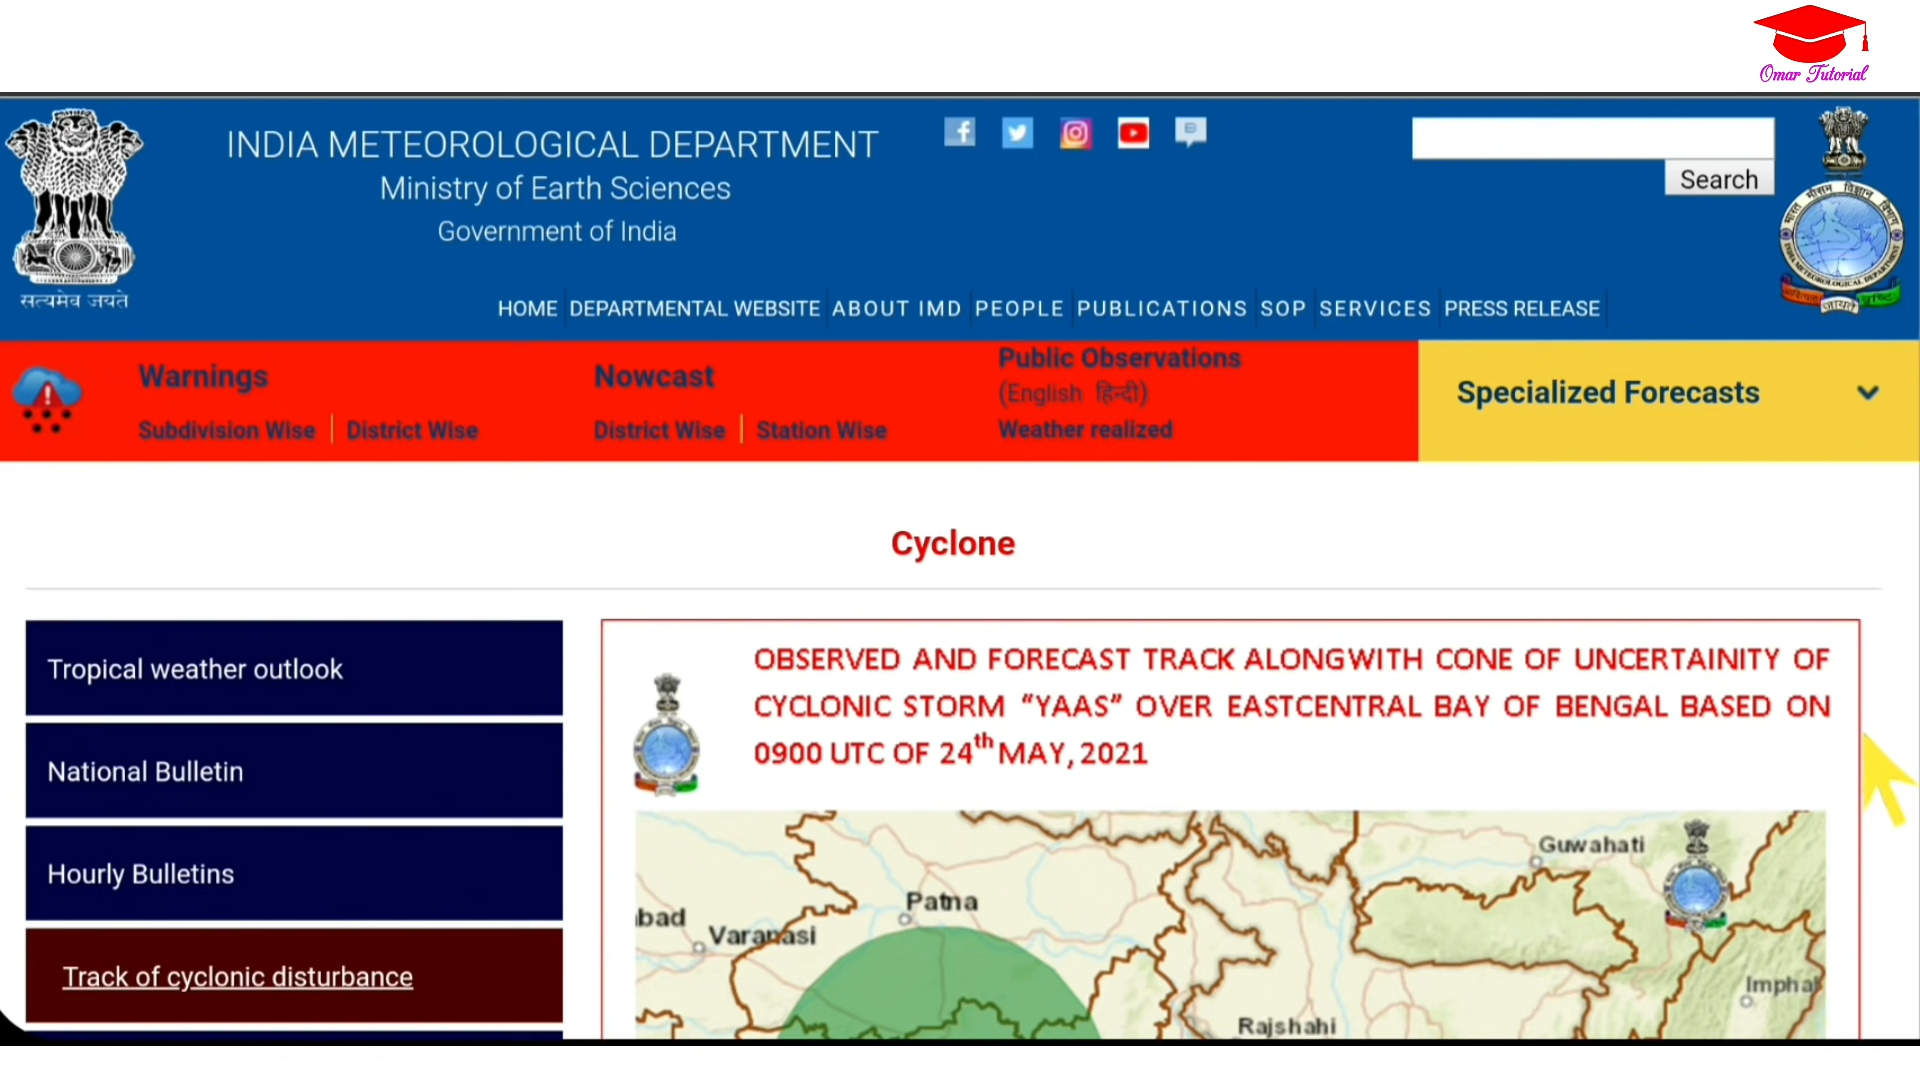 Omar Tutorial
INDIA METEOROLOGICAL DEPARTMENT
Ministry of Earth Sciences
Government of India
Search
सत्यमेव जयते
HOME DEPARTMENTAL WEBSITE ABOUT IMD PEOPLE PUBLICATIONS SOP SERVICES PRESS RELEASE
Warnings
Subdivision Wise District Wise
Nowcast
District Wise Station Wise
Public Observations
(English हिन्दी)
Weather realized
Specialized Forecasts
Cyclone
Tropical weather outlook
National Bulletin
Hourly Bulletins
Track of cyclonic disturbance
OBSERVED AND FORECAST TRACK ALONGWITH CONE OF UNCERTAINITY OF
CYCLONIC STORM “YAAS” OVER EASTCENTRAL BAY OF BENGAL BASED ON
0900 UTC OF 24th MAY, 2021
Guwahati
Patna
bad
Varanasi
Imphal
Rajshahi